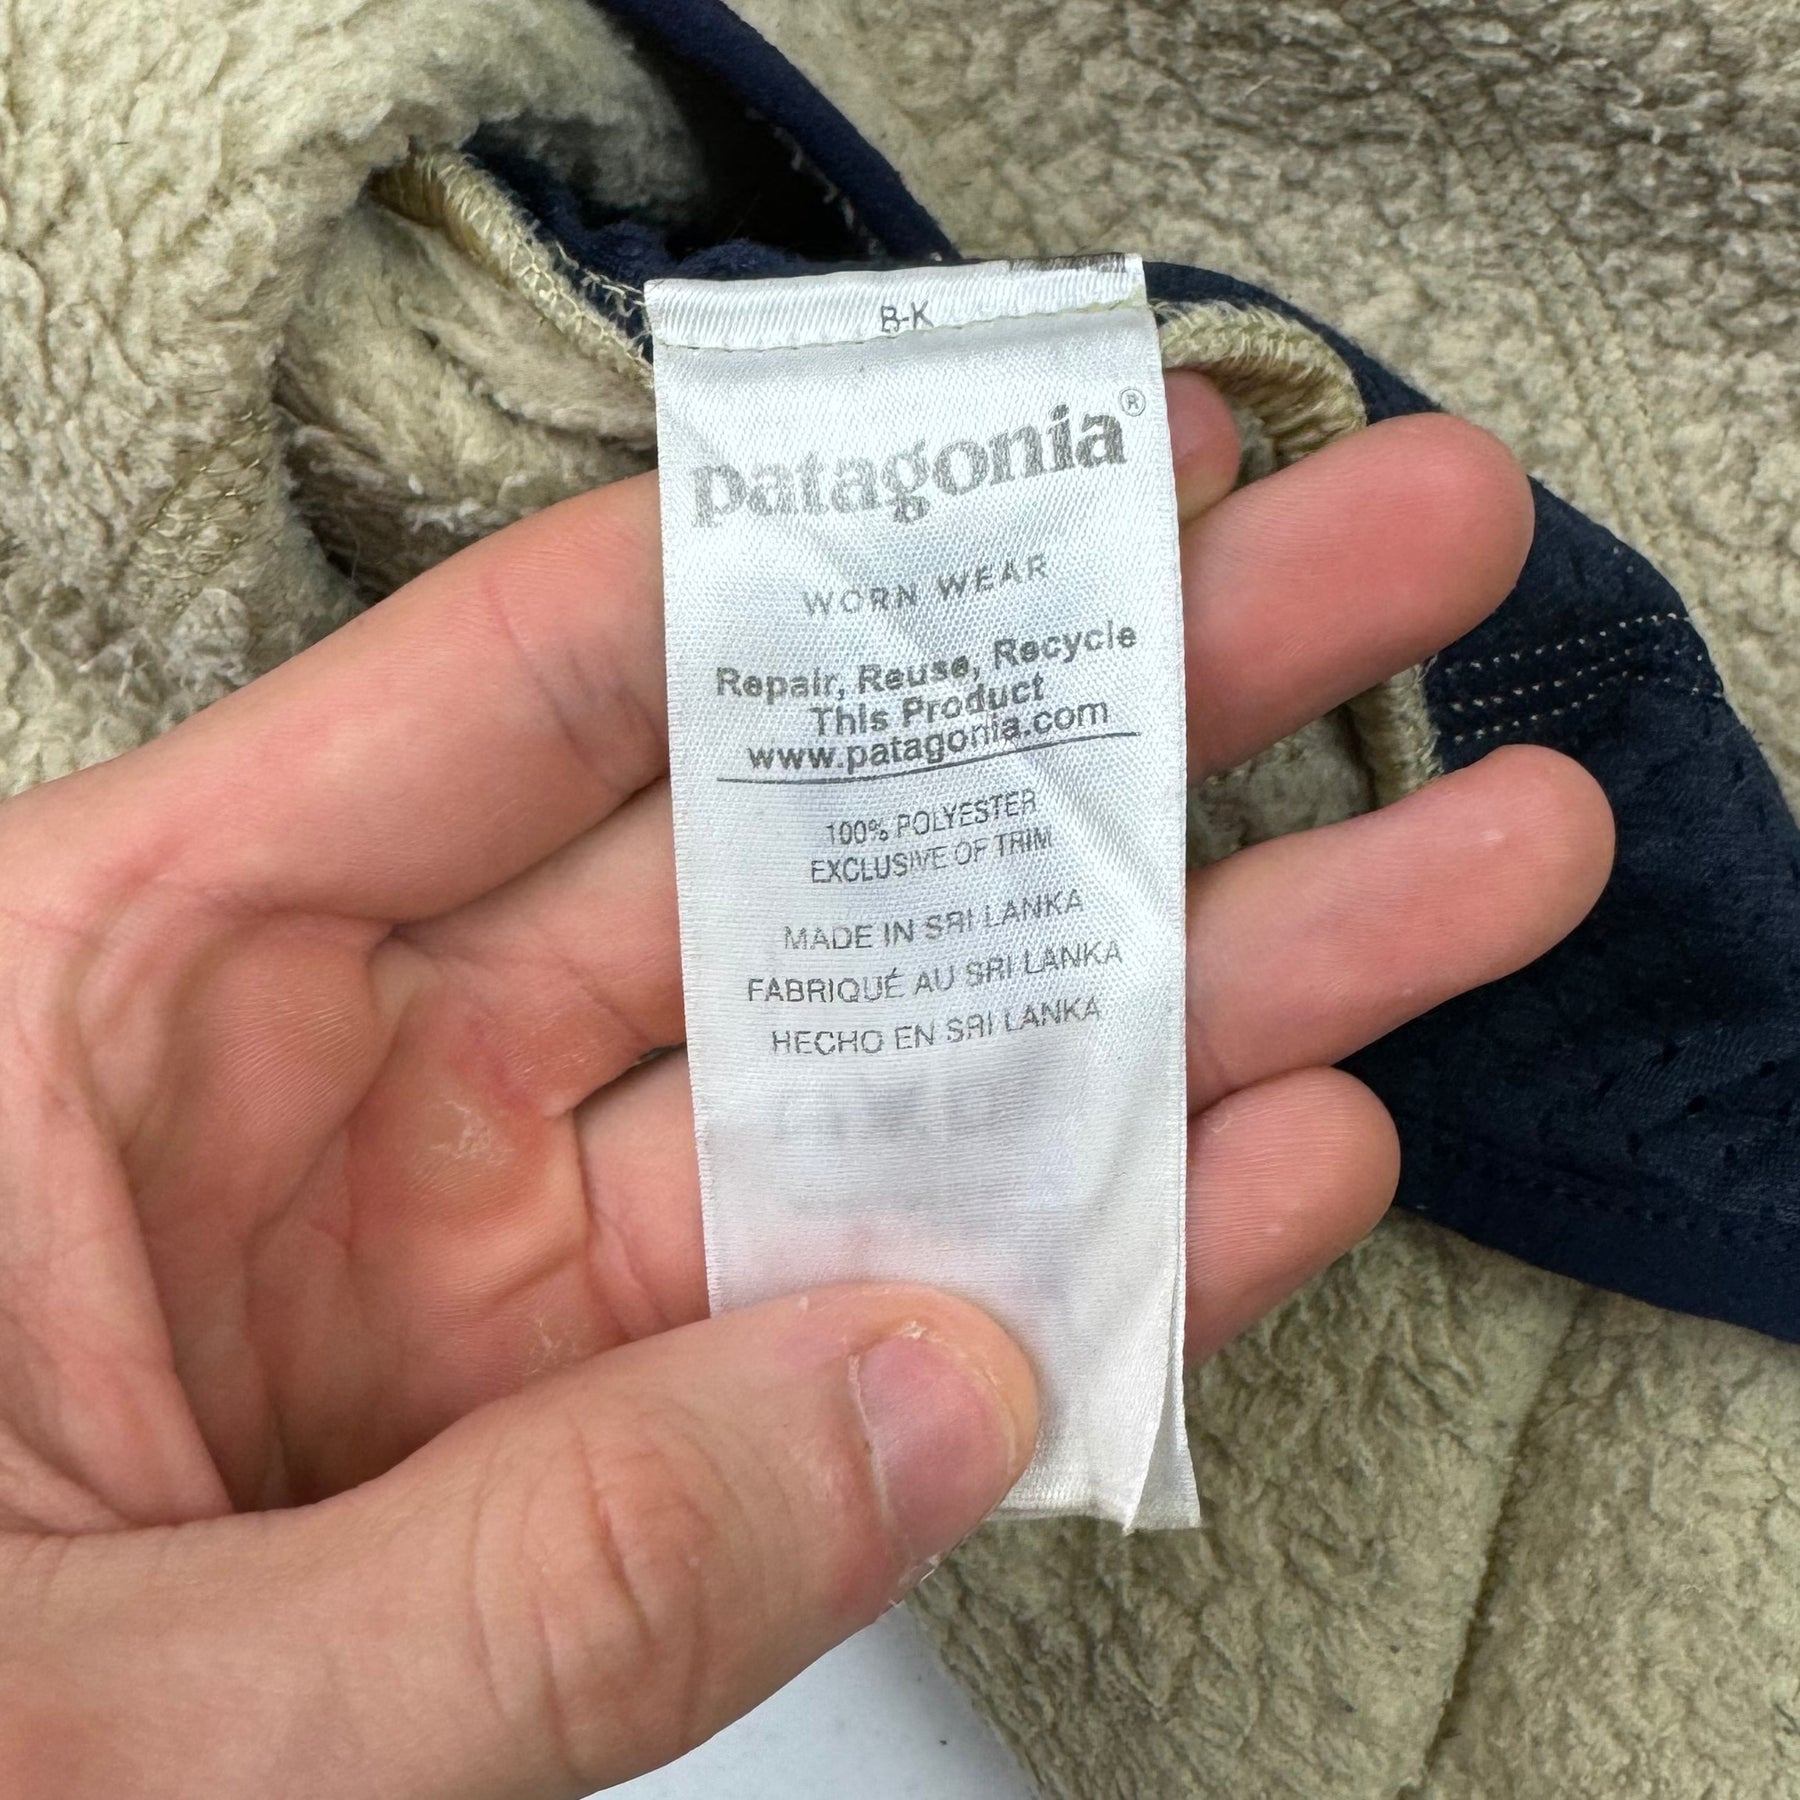 B-K
patagonia®
WORN WEAR
Repair, Reuse, Recycle
This Product
www.patagonia.com
100% POLYESTER
EXCLUSIVE OF TRIM
MADE IN SRI LANKA
FABRIQUÉ AU SRI LANKA
HECHO EN SRI LANKA